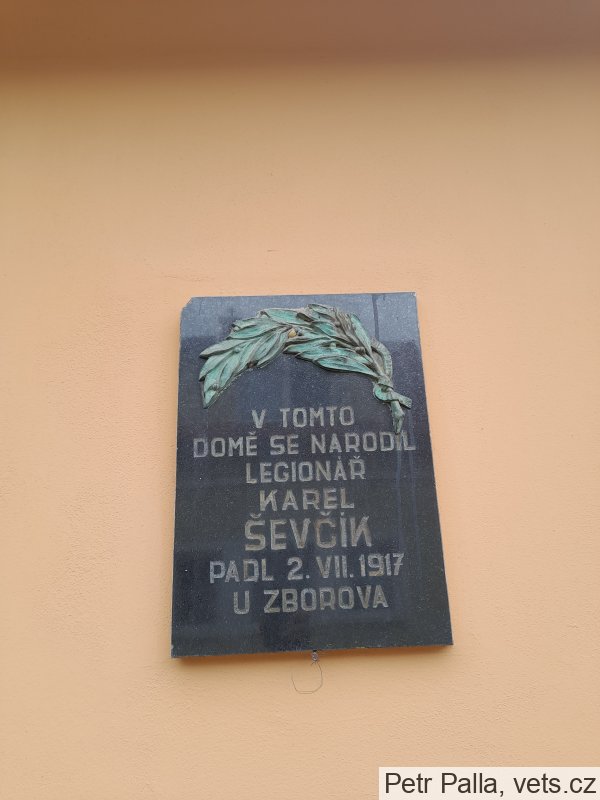 V TOMTO
DOMĚ SE NARODIL
LEGIONÁŘ
KAREL
ŠEVČÍK
PADL 2. VII. 1917
U ZBOROVA
Petr Palla, vets.cz